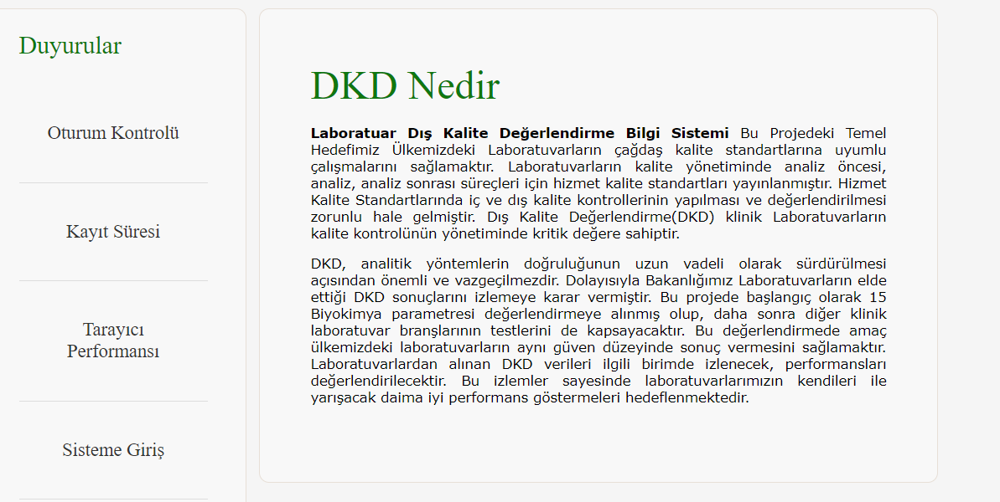 Duyurular
Oturum Kontrolü
Kayıt Süresi
Tarayıcı
Performansı
Sisteme Giriş
DKD Nedir
Laboratuar Dış Kalite Değerlendirme Bilgi Sistemi Bu Projedeki Temel
Hedefimiz Ülkemizdeki Laboratuvarların çağdaş kalite standartlarına uyumlu
çalışmalarını sağlamaktır. Laboratuvarların kalite yönetiminde analiz öncesi,
analiz, analiz sonrası süreçleri için hizmet kalite standartları yayınlanmıştır. Hizmet
Kalite Standartlarında iç ve dış kalite kontrollerinin yapılması ve değerlendirilmesi
zorunlu hale gelmiştir. Dış Kalite Değerlendirme(DKD) klinik Laboratuvarların
kalite kontrolünün yönetiminde kritik değere sahiptir.
DKD, analitik yöntemlerin doğruluğunun uzun vadeli olarak sürdürülmesi
açısından önemli ve vazgeçilmezdir. Dolayısıyla Bakanlığımız Laboratuvarların elde
ettiği DKD sonuçlarını izlemeye karar vermiştir. Bu projede başlangıç olarak 15
Biyokimya parametresi değerlendirmeye alınmış olup, daha sonra diğer klinik
laboratuvar branşlarının testlerini de kapsayacaktır. Bu değerlendirmede amaç
ülkemizdeki laboratuvarların aynı güven düzeyinde sonuç vermesini sağlamaktır.
Laboratuvarlardan alınan DKD verileri ilgili birimde izlenecek, performansları
değerlendirilecektir. Bu izlemler sayesinde laboratuvarlarımızın kendileri ile
yarışacak daima iyi performans göstermeleri hedeflenmektedir.